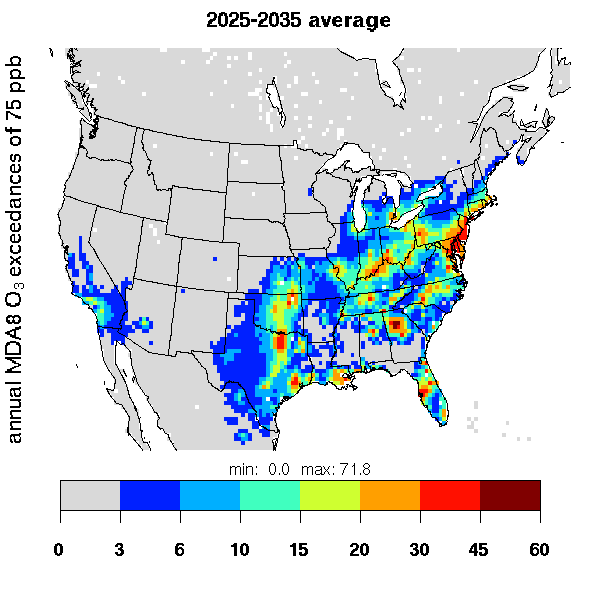 2025-2035 average
annual MDA8 O3 exceedances of 75 ppb
min: 0.0 max: 71.8
0 3 6 10 15 20 30 45 60